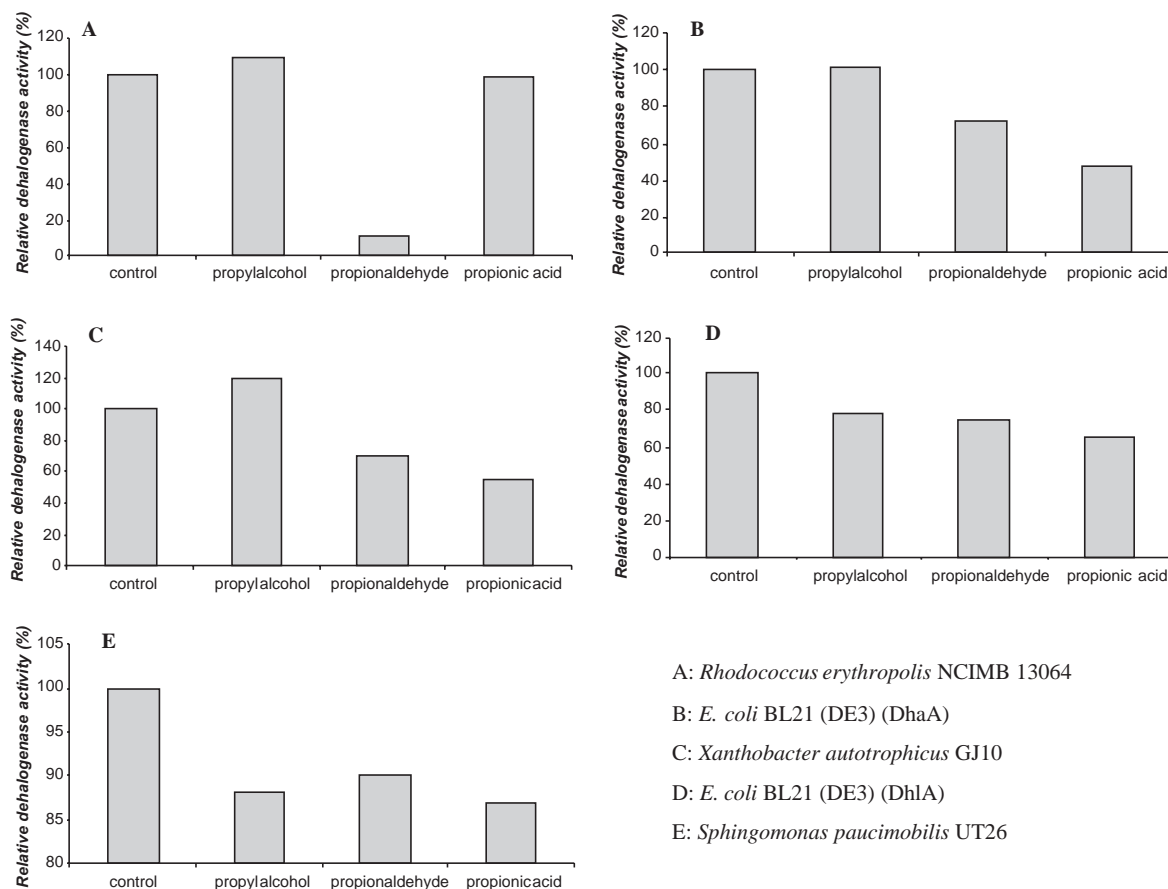 A
Relative dehalogenase activity (%)
120
100
80
60
40
20
0
control propylalcohol propionaldehyde propionic acid
B
Relative dehalogenase activity (%)
120
100
80
60
40
20
0
control propylalcohol propionaldehyde propionic acid
C
Relative dehalogenase activity (%)
140
120
100
80
60
40
20
0
control propylalcohol propionaldehyde propionicacid
D
Relative dehalogenase activity (%)
120
100
80
60
40
20
0
control propylalcohol propionaldehyde propionic acid
E
Relative dehalogenase activity (%)
105
100
95
90
85
80
control propylalcohol propionaldehyde propionic acid
A: Rhodococcus erythropolis NCIMB 13064
B: E. coli BL21 (DE3) (DhaA)
C: Xanthobacter autotrophicus GJ10
D: E. coli BL21 (DE3) (DhlA)
E: Sphingomonas paucimobilis UT26